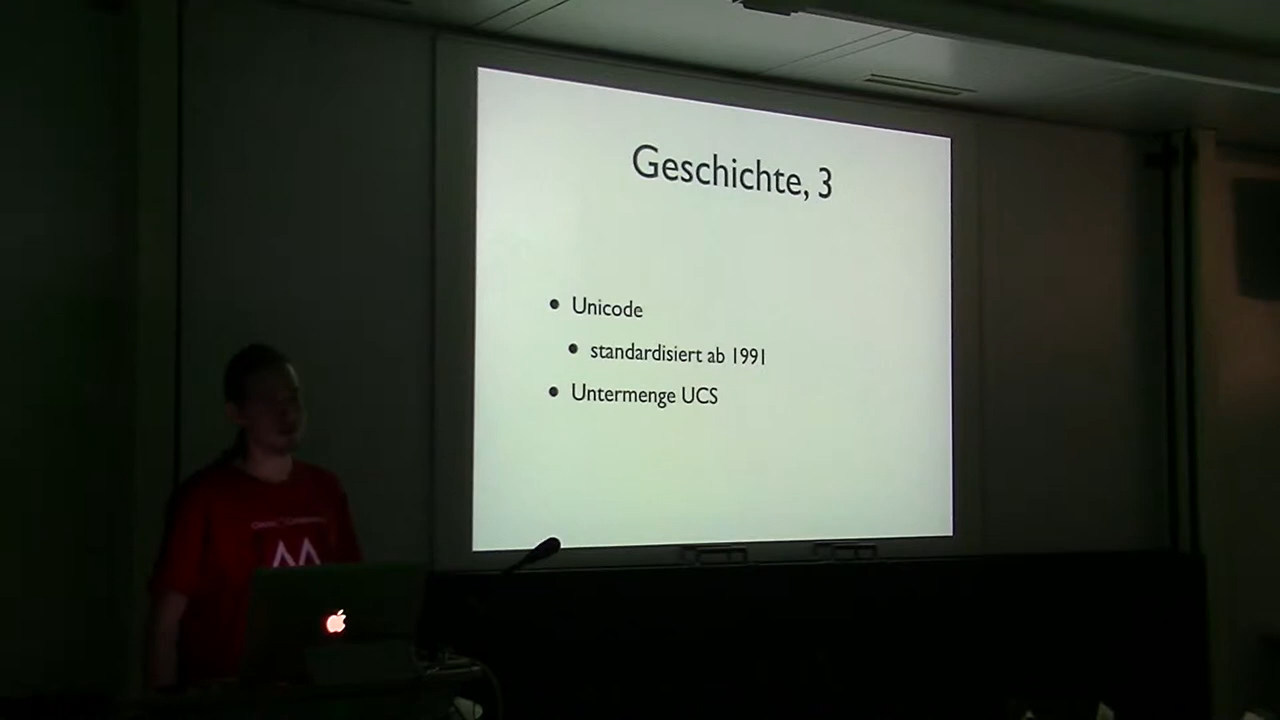 Geschichte, 3
• Unicode
• standardisiert ab 1991
• Untermenge UCS